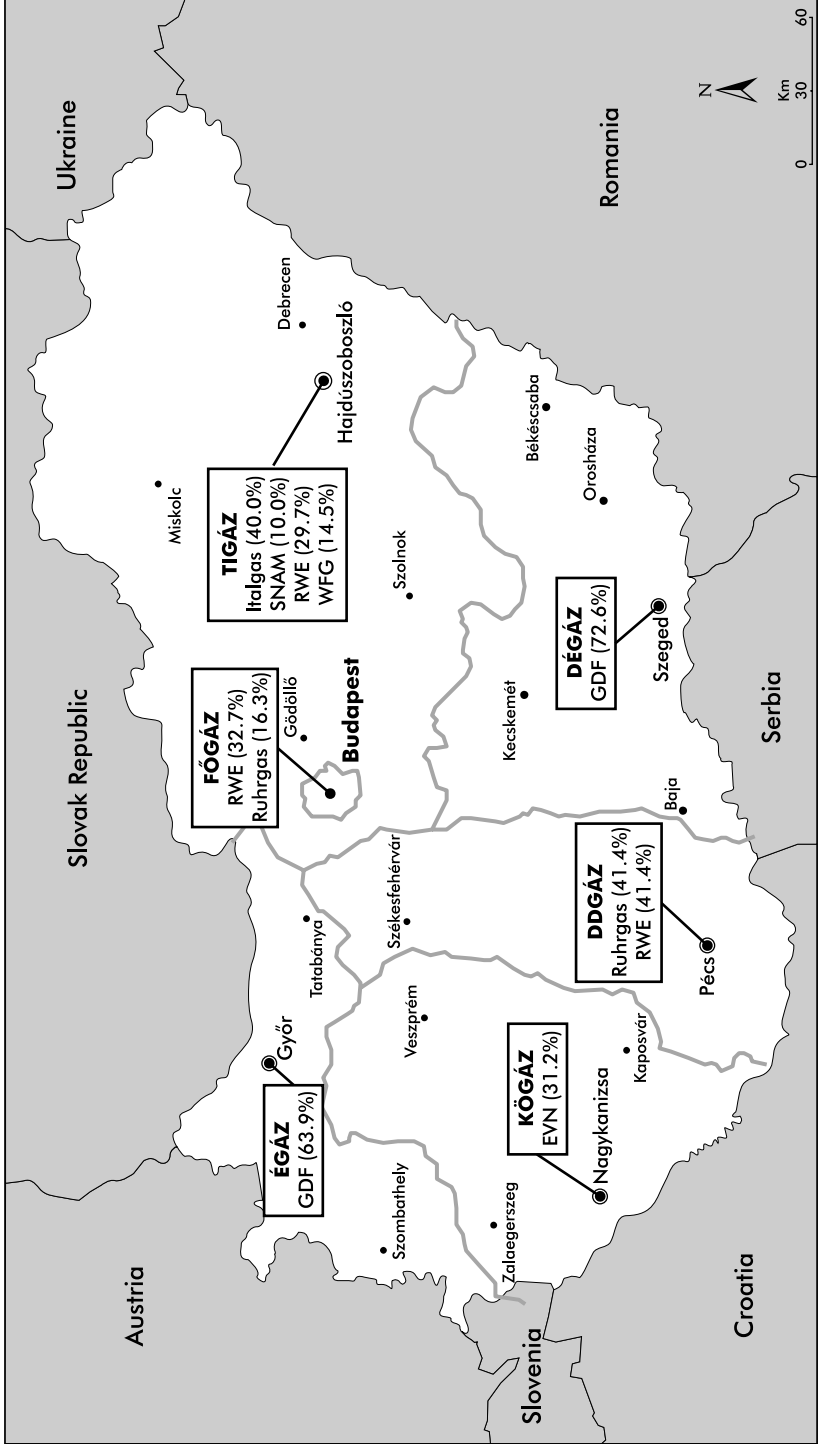 Slovak Republic
Ukraine
Austria
Miskolc
FŐGÁZ
RWE (32.7%)
Ruhrgas (16.3%)
TIGÁZ
Italgas (40.0%)
SNAM (10.0%)
RWE (29.7%)
WFG (14.5%)
ÉGÁZ
GDF (63.9%)
Győr
Tatabánya
Gödöllő
Budapest
Debrecen
Hajdúszoboszló
Szombathely
Veszprém
Székesfehérvár
Szolnok
Zalaegerszeg
KÖGÁZ
EVN (31.2%)
Kecskemét
Békéscsaba
Slovenia
Nagykanizsa
Kaposvár
DDGÁZ
Ruhrgas (41.4%)
RWE (41.4%)
DÉGÁZ
GDF (72.6%)
Orosháza
Romania
Pécs
Baja
Szeged
Croatia
Serbia
N
Km
0 30 60